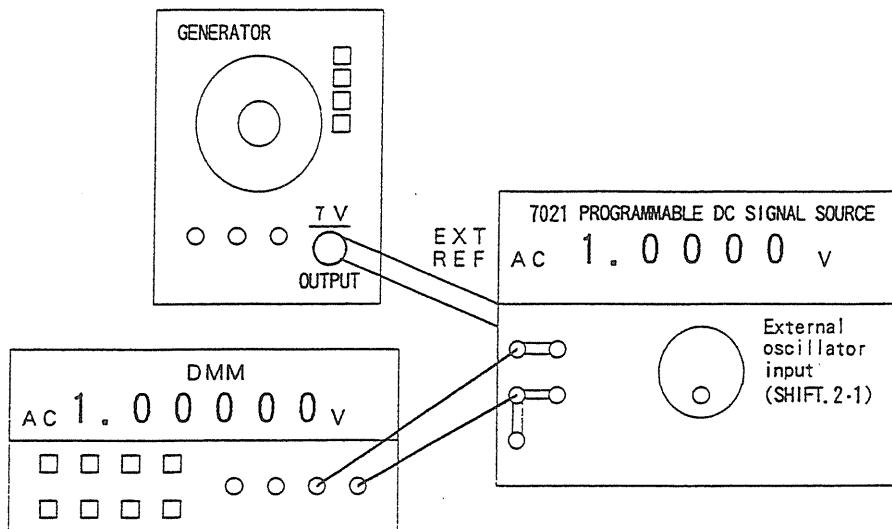 GENERATOR
7 V
OUTPUT
EXT
REF
7021 PROGRAMMABLE DC SIGNAL SOURCE
AC 1.0000 V
External
oscillator
input
(SHIFT.2-1)
DMM
AC 1.00000 V